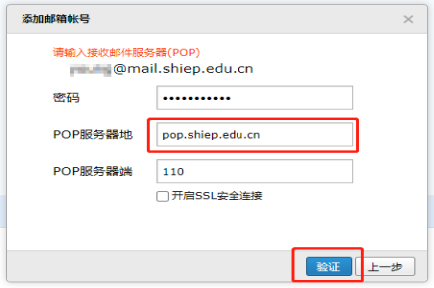 添加邮箱帐号
请输入接收邮件服务器(POP)
@mail.shiep.edu.cn
密码
POP服务器地 pop.shiep.edu.cn
POP服务器端 110
开启SSL安全连接
验证 上一步